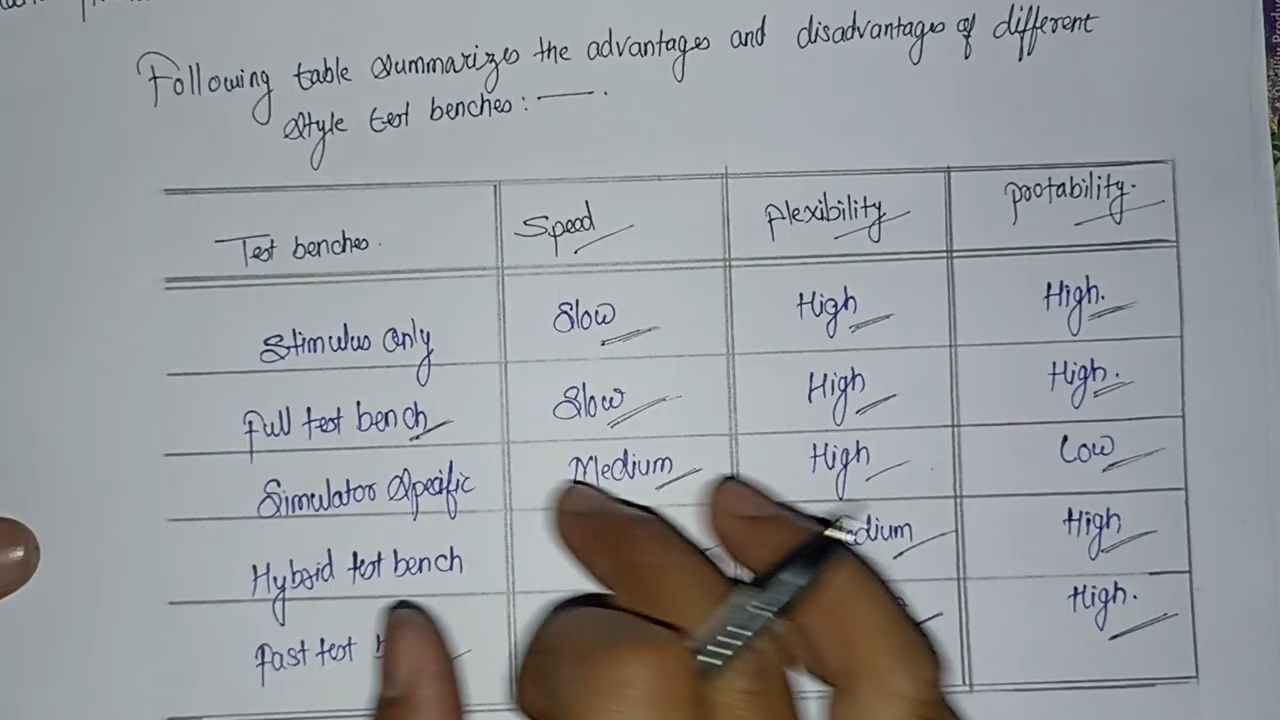 Following table summarizes the advantages and disadvantages of different
style test benches: —.
Test benches. Speed Flexibility Portability.
Stimulus Only Slow High High.
Full test bench Slow High High.
Simulator Specific Medium High Low
Hybrid test bench High
Fast test High.